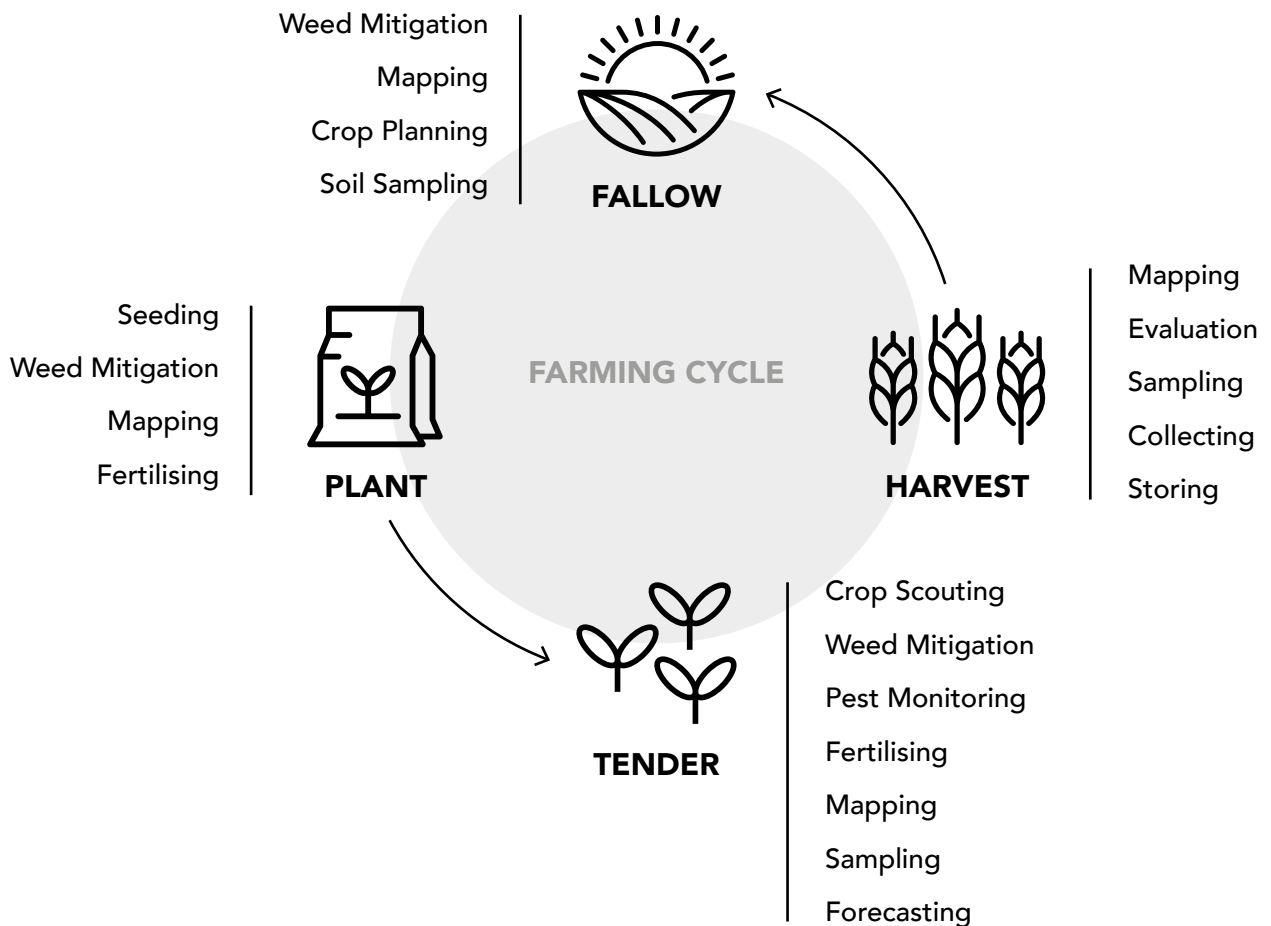 Weed Mitigation
Mapping
Crop Planning
Soil Sampling
FALLOW
Seeding
Weed Mitigation
Mapping
Fertilising
PLANT
FARMING CYCLE
Mapping
Evaluation
Sampling
Collecting
Storing
HARVEST
Crop Scouting
Weed Mitigation
Pest Monitoring
Fertilising
Mapping
Sampling
Forecasting
TENDER